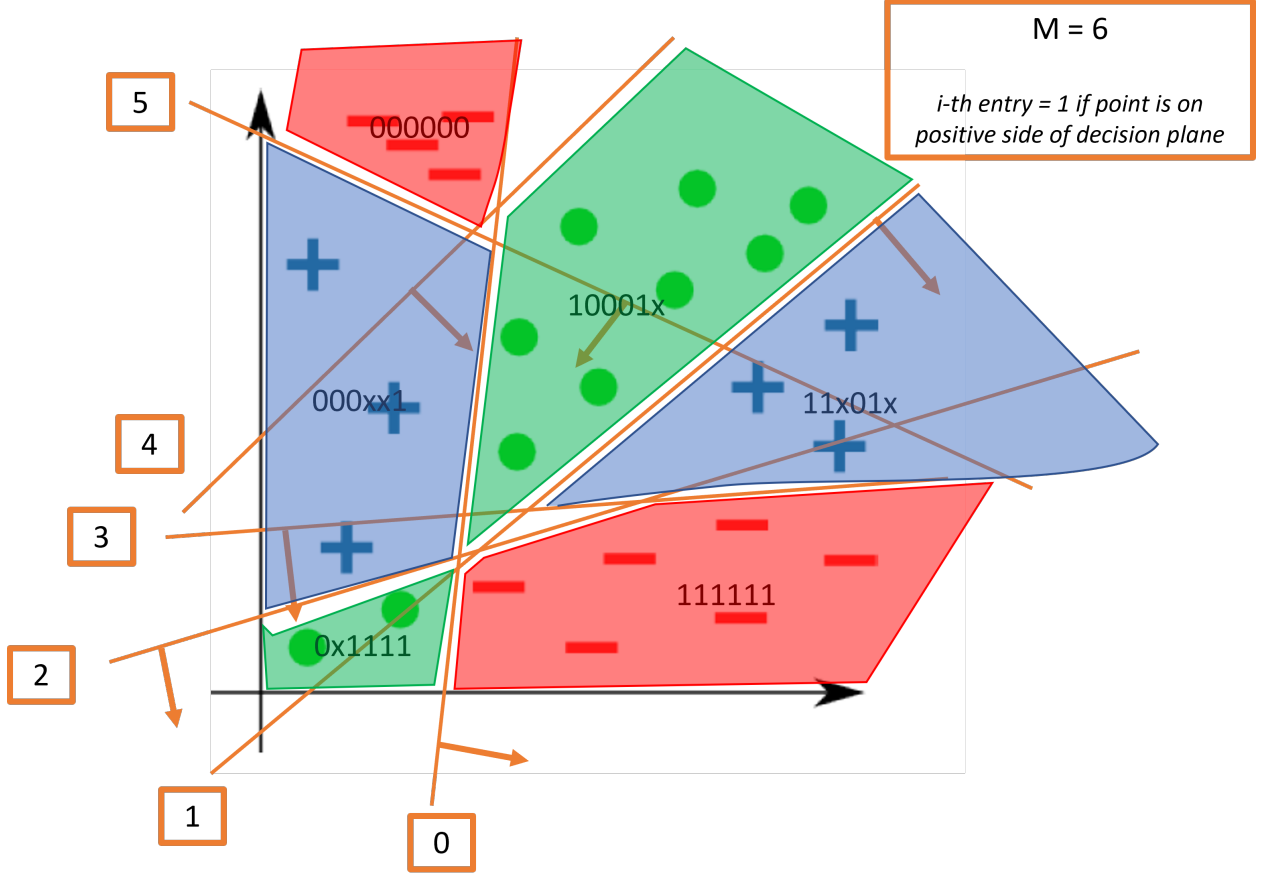 M = 6
i-th entry = 1 if point is on
positive side of decision plane
5
000000
10001x
000xx1
11x01x
4
3
111111
0x1111
2
1
0